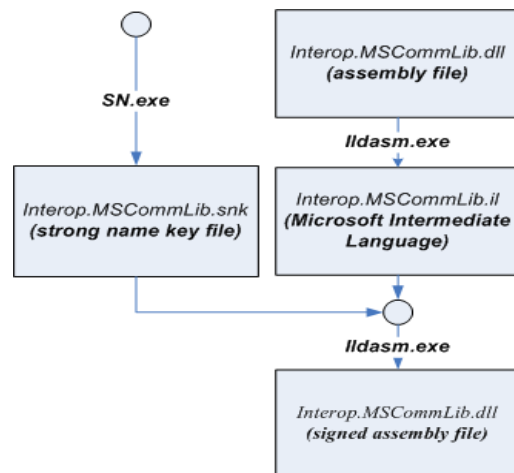 Interop.MSCommLib.dll
(assembly file)
SN.exe
Ildasm.exe
Interop.MSCommLib.snk
(strong name key file)
Interop.MSCommLib.il
(Microsoft Intermediate
Language)
Ildasm.exe
Interop.MSCommLib.dll
(signed assembly file)